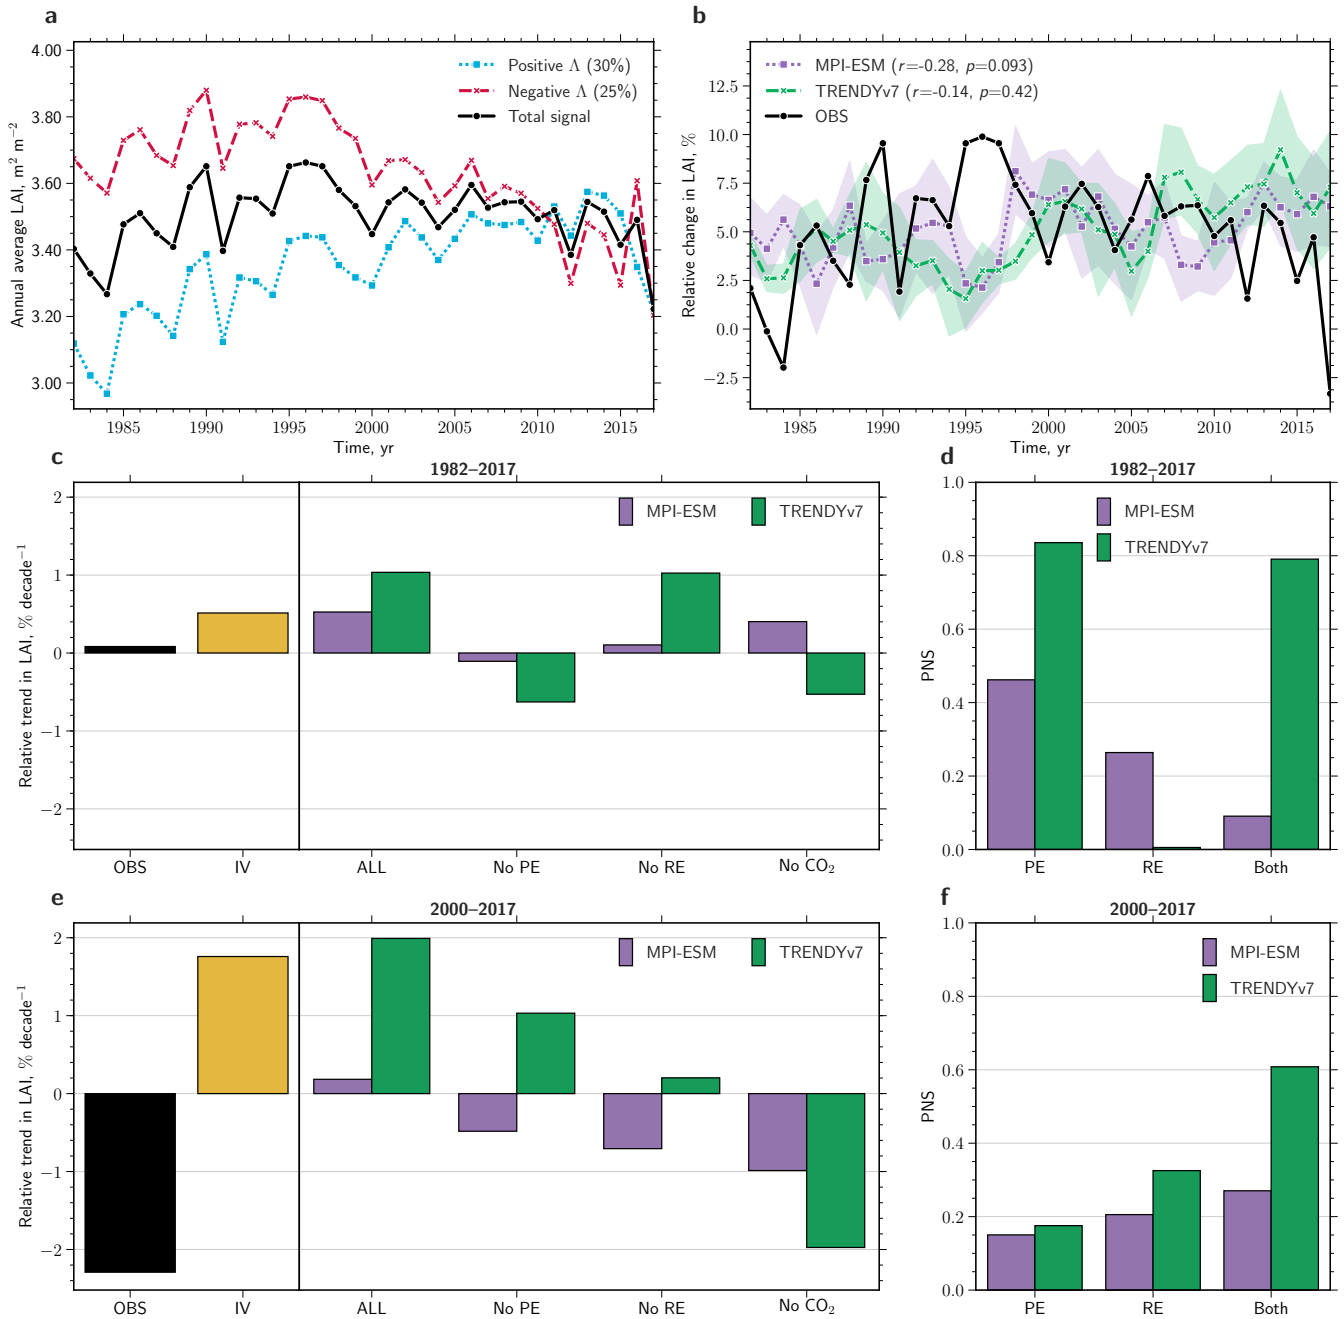 a
Annual average LAI, m² m⁻²
4.00
3.80
3.60
3.40
3.20
3.00
Positive Λ (30%)
Negative Λ (25%)
Total signal
1985 1990 1995 2000 2005 2010 2015
Time, yr
b
Relative change in LAI, %
12.5
10.0
7.5
5.0
2.5
0.0
−2.5
MPI-ESM (r=-0.28, p=0.093)
TRENDYv7 (r=-0.14, p=0.42)
OBS
1985 1990 1995 2000 2005 2010 2015
Time, yr
c
1982–2017
Relative trend in LAI, % decade⁻¹
2
1
0
−1
−2
MPI-ESM TRENDYv7
OBS IV ALL No PE No RE No CO₂
d
1982–2017
PNS
1.0
0.8
0.6
0.4
0.2
0.0
MPI-ESM
TRENDYv7
PE RE Both
e
2000–2017
Relative trend in LAI, % decade⁻¹
2
1
0
−1
−2
MPI-ESM TRENDYv7
OBS IV ALL No PE No RE No CO₂
f
2000–2017
PNS
1.0
0.8
0.6
0.4
0.2
0.0
MPI-ESM
TRENDYv7
PE RE Both